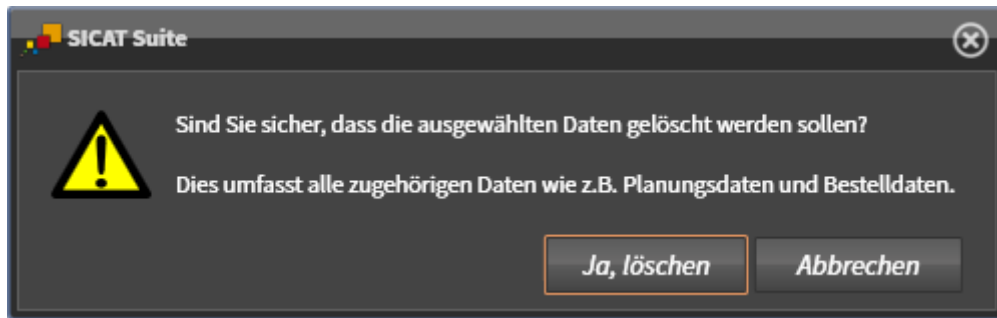 SICAT Suite
Sind Sie sicher, dass die ausgewählten Daten gelöscht werden sollen?
Dies umfasst alle zugehörigen Daten wie z.B. Planungsdaten und Bestelldaten.
Ja, löschen
Abbrechen